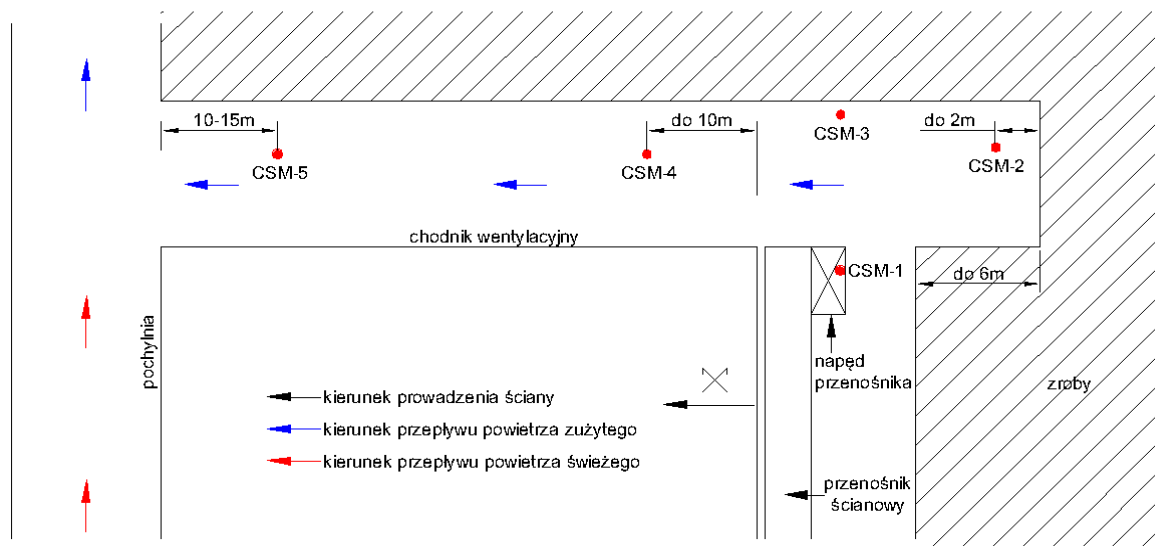 10-15m
do 10m
do 2m
CSM-3
CSM-5
CSM-4
CSM-2
chodnik wentylacyjny
CSM-1
do 6m
pochylnia
napęd
przenośnika
zroby
kierunek prowadzenia ściany
kierunek przepływu powietrza zużytego
kierunek przepływu powietrza świeżego
przenośnik
ścianowy